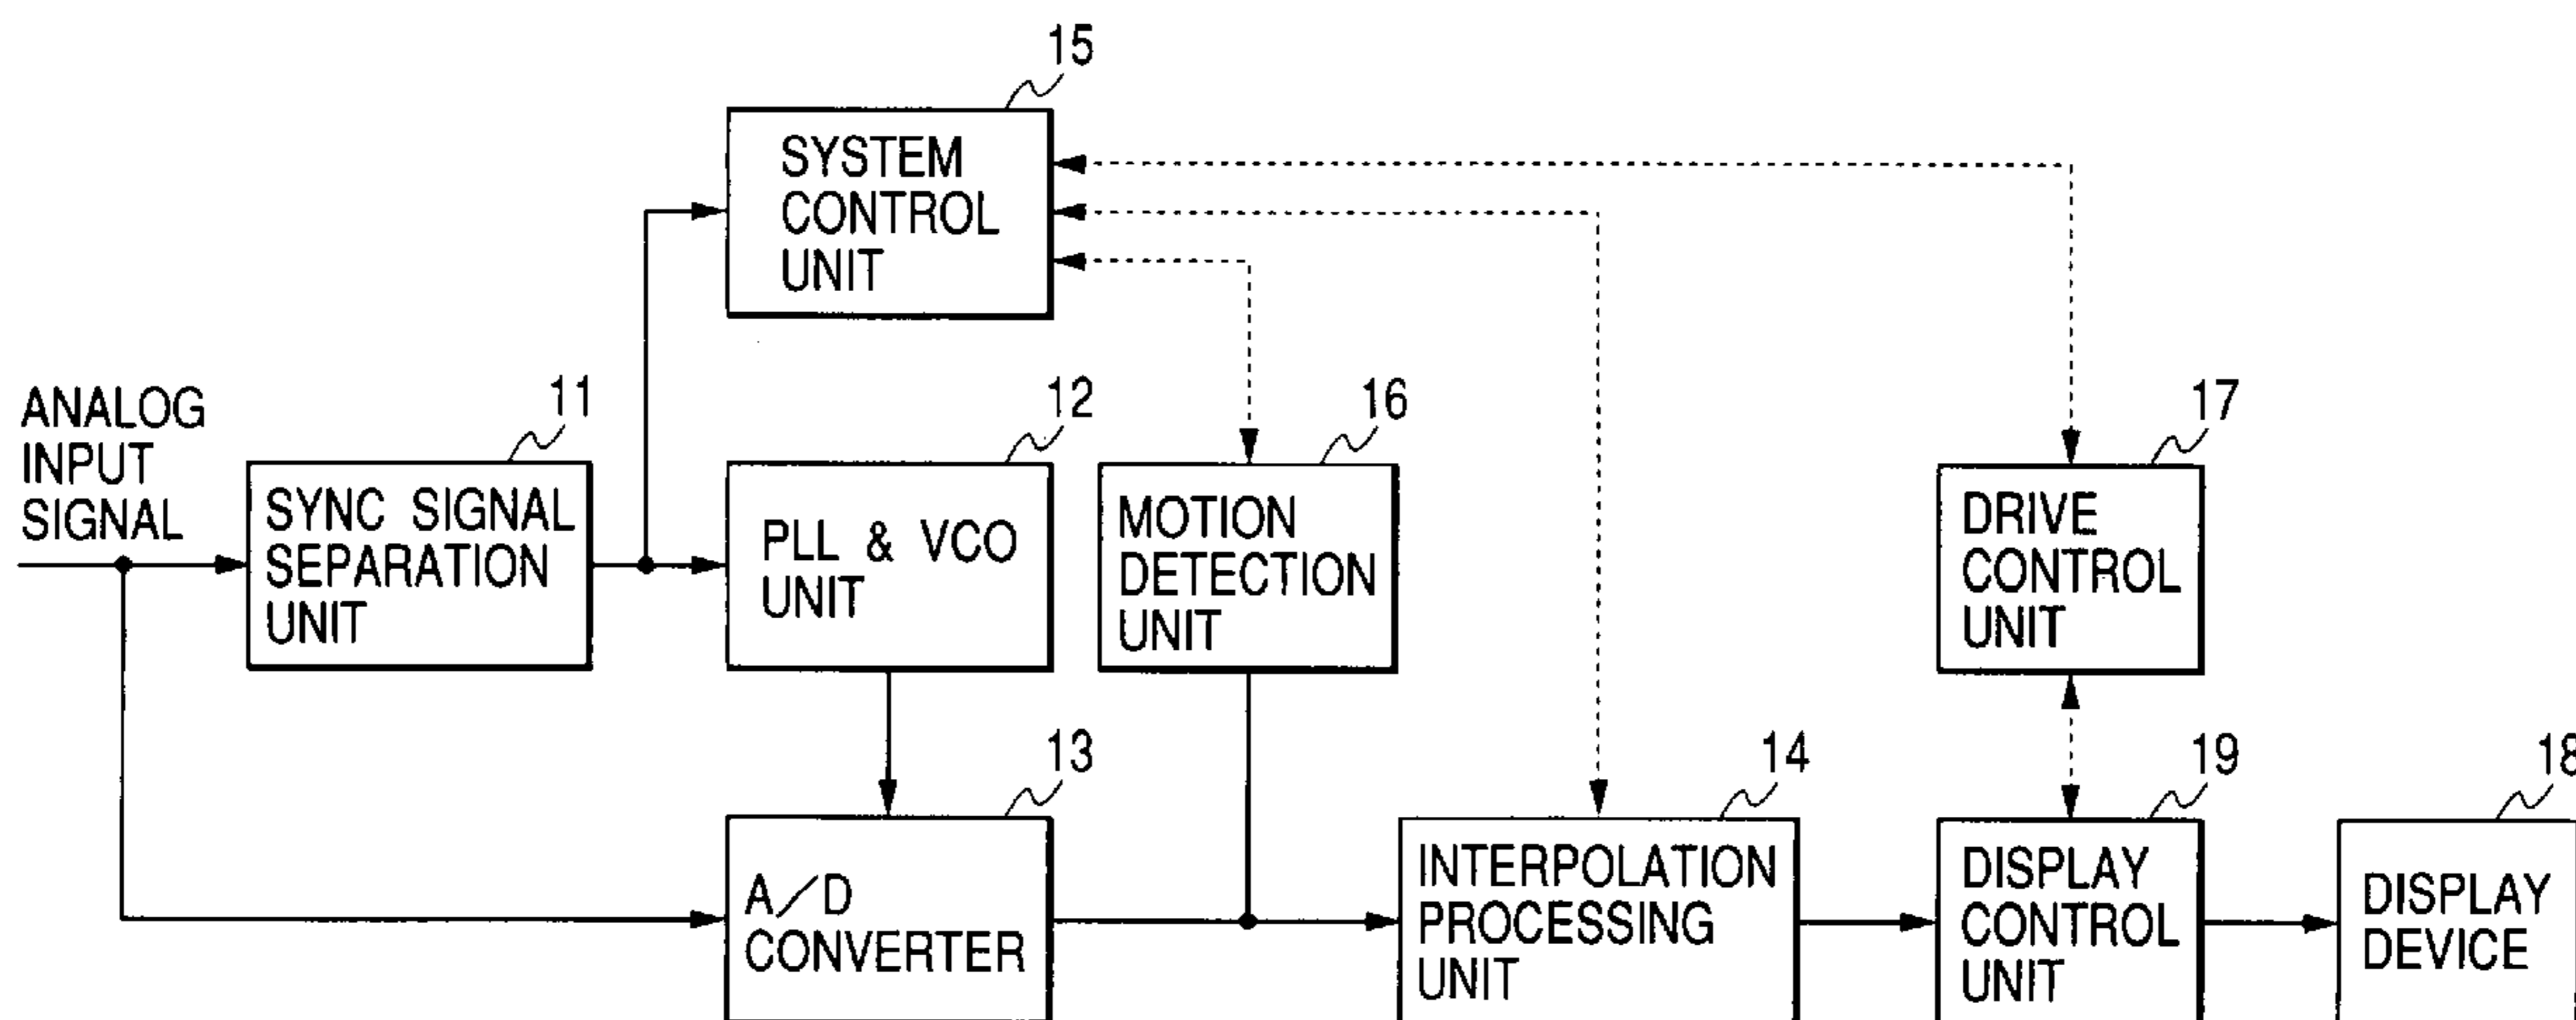 15
SYSTEM
CONTROL
UNIT
ANALOG
INPUT
SIGNAL
11
SYNC SIGNAL
SEPARATION
UNIT
12
PLL & VCO
UNIT
16
MOTION
DETECTION
UNIT
17
DRIVE
CONTROL
UNIT
13
A/D
CONVERTER
14
INTERPOLATION
PROCESSING
UNIT
19
DISPLAY
CONTROL
UNIT
18
DISPLAY
DEVICE